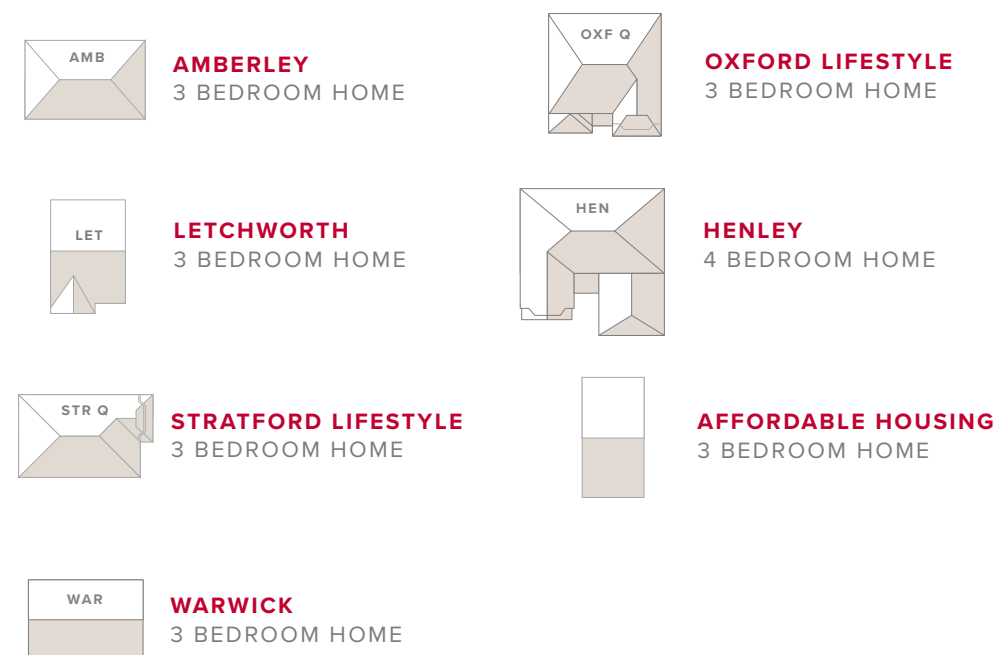 AMB
AMBERLEY
3 BEDROOM HOME
OXF Q
OXFORD LIFESTYLE
3 BEDROOM HOME
LET
LETCHWORTH
3 BEDROOM HOME
HEN
HENLEY
4 BEDROOM HOME
STR Q
STRATFORD LIFESTYLE
3 BEDROOM HOME
AFFORDABLE HOUSING
3 BEDROOM HOME
WAR
WARWICK
3 BEDROOM HOME